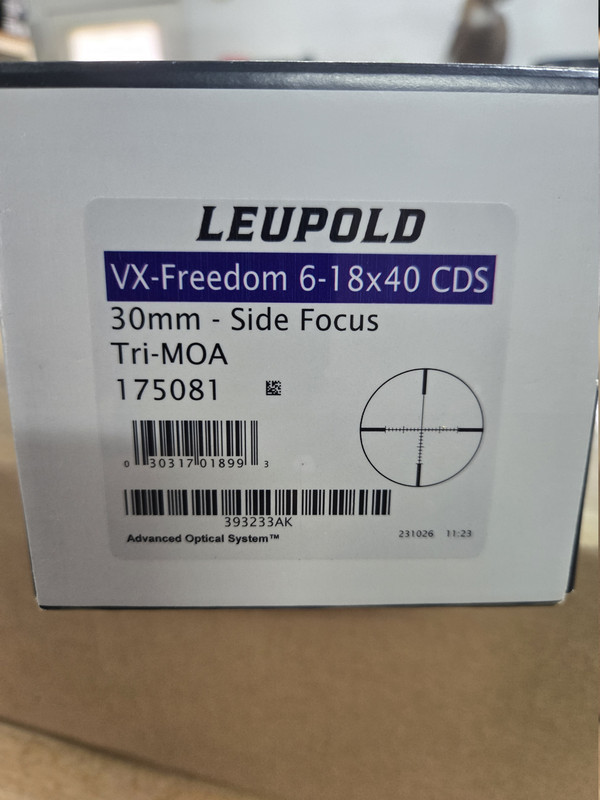 LEUPOLD
VX-Freedom 6-18x40 CDS
30mm - Side Focus
Tri-MOA
175081
0 30317 01899 3
393233AK
Advanced Optical System™
231026 11:23